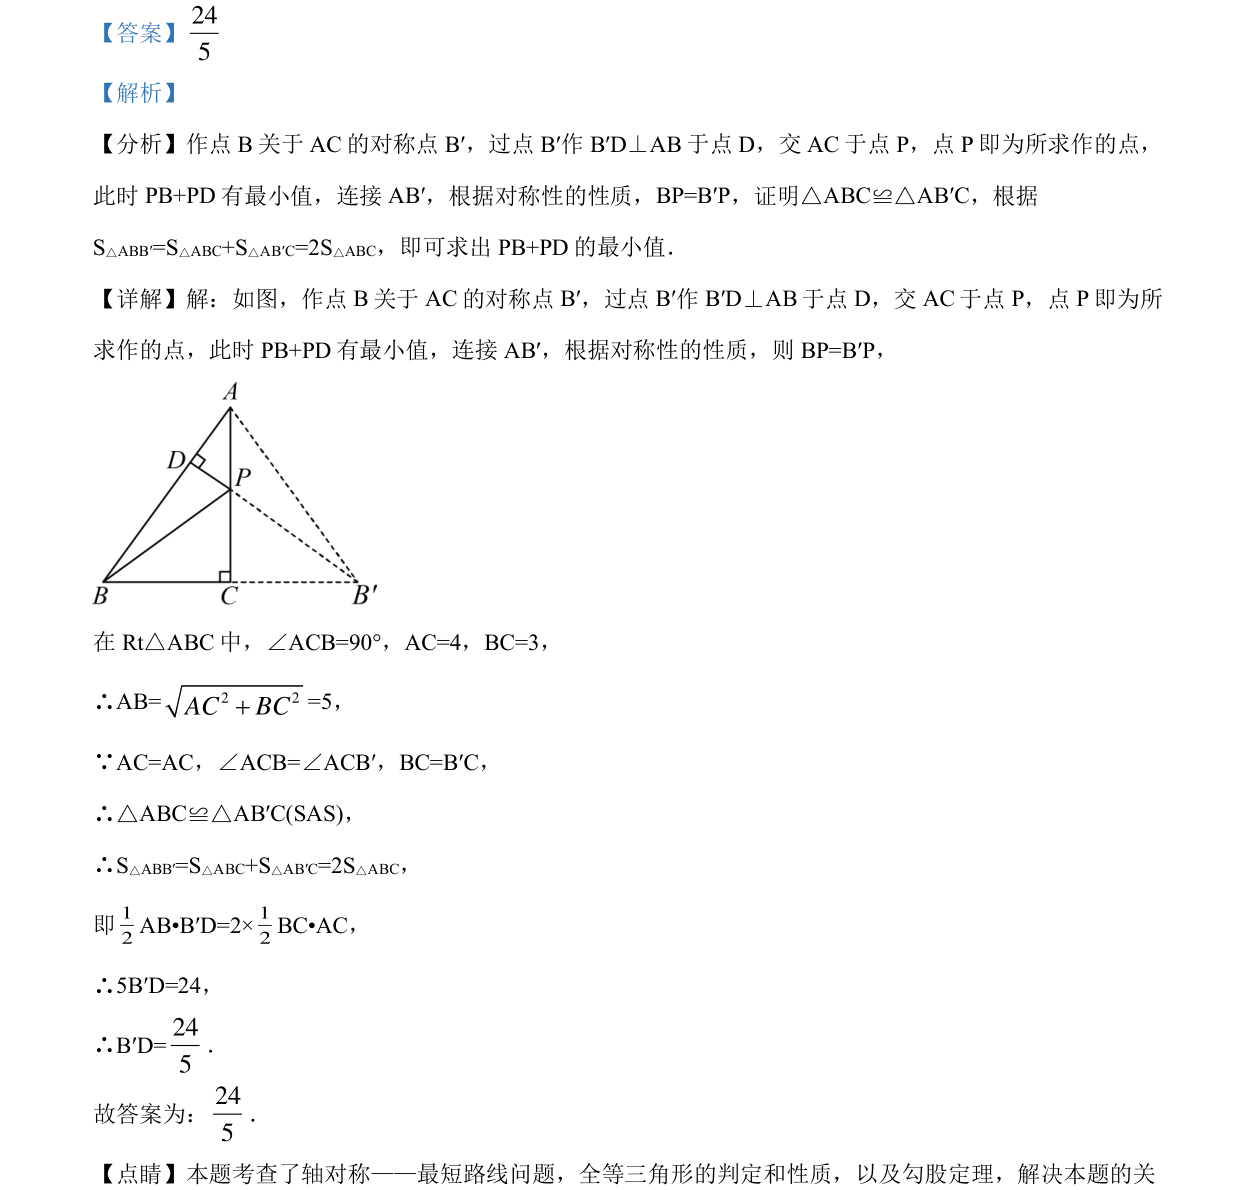 【答案】24/5
【解析】
【分析】作点 B 关于 AC 的对称点 B′，过点 B′作 B′D⊥AB 于点 D，交 AC 于点 P，点 P 即为所求作的点，
此时 PB+PD 有最小值，连接 AB′，根据对称性的性质，BP=B′P，证明△ABC≌△AB′C，根据
S△ABB′=S△ABC+S△AB′C=2S△ABC，即可求出 PB+PD 的最小值．
【详解】解：如图，作点 B 关于 AC 的对称点 B′，过点 B′作 B′D⊥AB 于点 D，交 AC 于点 P，点 P 即为所
求作的点，此时 PB+PD 有最小值，连接 AB′，根据对称性的性质，则 BP=B′P，
A
D
P
B
C
B′
在 Rt△ABC 中，∠ACB=90°，AC=4，BC=3，
∴AB=√(AC²+BC²)=5，
∵AC=AC，∠ACB=∠ACB′，BC=B′C，
∴△ABC≌△AB′C(SAS)，
∴S△ABB′=S△ABC+S△AB′C=2S△ABC，
即1/2 AB•B′D=2×1/2 BC•AC，
∴5B′D=24，
∴B′D=24/5．
故答案为：24/5．
【点睛】本题考查了轴对称——最短路线问题，全等三角形的判定和性质，以及勾股定理，解决本题的关